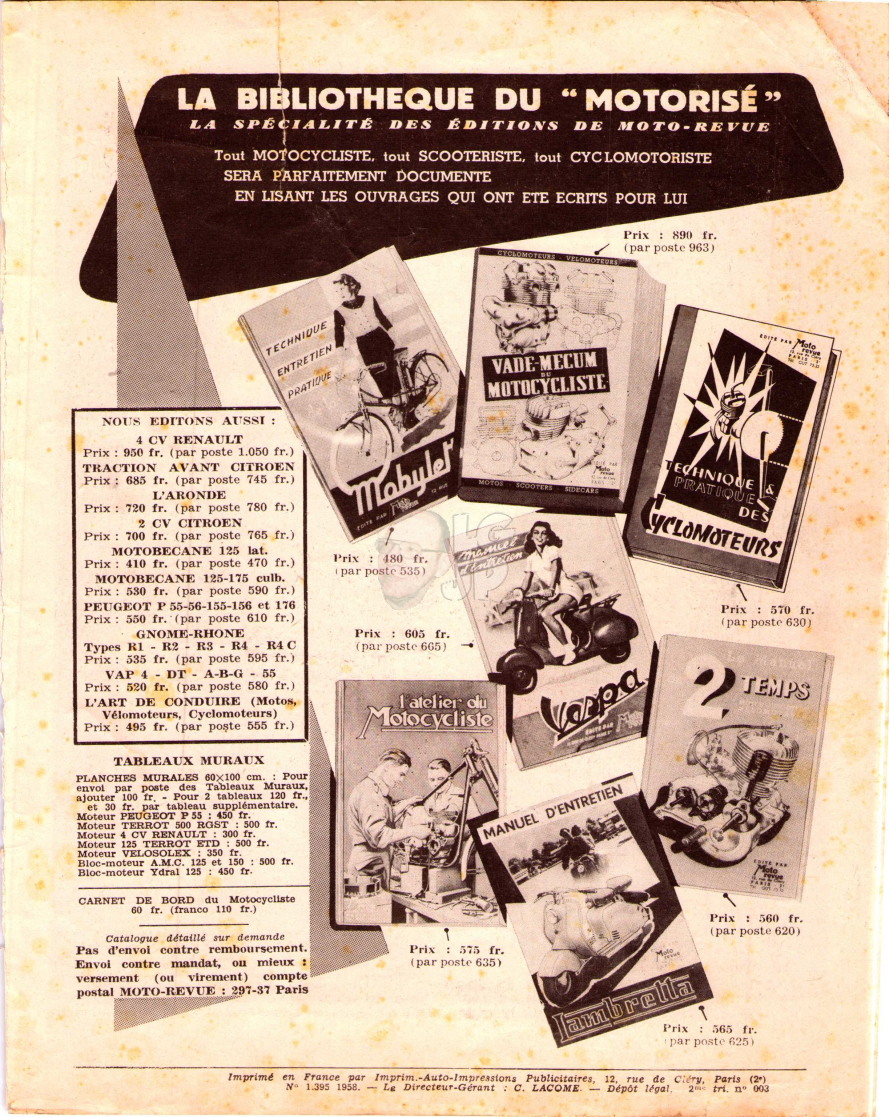 LA BIBLIOTHEQUE DU “ MOTORISÉ ”
LA SPÉCIALITÉ DES ÉDITIONS DE MOTO-REVUE
Tout MOTOCYCLISTE, tout SCOOTERISTE, tout CYCLOMOTORISTE
SERA PARFAITEMENT DOCUMENTE
EN LISANT LES OUVRAGES QUI ONT ETE ECRITS POUR LUI
Prix : 890 fr.
(par poste 963)
TECHNIQUE
ENTRETIEN
PRATIQUE
Mobylette
EDITE PAR Moto
Prix : 480 fr.
(par poste 535)
CYCLOMOTEURS - VELOMOTEURS
VADE-MECUM
DU
MOTOCYCLISTE
MOTOS SCOOTERS SIDECARS
EDITE PAR
Moto
revue
PARIS
TECHNIQUE &
PRATIQUE
DES
CYCLOMOTEURS
Prix : 570 fr.
(par poste 630)
manuel
d'entretien
Vespa
EDITE PAR
Prix : 605 fr.
(par poste 665)
Le Manuel
2 TEMPS
EDITE PAR
Moto
revue
Prix : 560 fr.
(par poste 620)
l'atelier du
Motocycliste
Prix : 575 fr.
(par poste 635)
MANUEL D'ENTRETIEN
Moto
revue
Lambretta
Prix : 565 fr.
(par poste 625)
NOUS EDITONS AUSSI :
4 CV RENAULT
Prix : 950 fr. (par poste 1.050 fr.)
TRACTION AVANT CITROEN
Prix : 685 fr. (par poste 745 fr.)
L'ARONDE
Prix : 720 fr. (par poste 780 fr.)
2 CV CITROEN
Prix : 700 fr. (par poste 765 fr.)
MOTOBECANE 125 lat.
Prix : 410 fr. (par poste 470 fr.)
MOTOBECANE 125-175 culb.
Prix : 530 fr. (par poste 590 fr.)
PEUGEOT P 55-56-155-156 et 176
Prix : 550 fr. (par poste 610 fr.)
GNOME-RHONE
Types R1 - R2 - R3 - R4 - R4 C
Prix : 535 fr. (par poste 595 fr.)
VAP 4 - DT - A-B-G - 55
Prix : 520 fr. (par poste 580 fr.)
L'ART DE CONDUIRE (Motos,
Vélomoteurs, Cyclomoteurs)
Prix : 495 fr. (par poste 555 fr.)
TABLEAUX MURAUX
PLANCHES MURALES 60×100 cm. : Pour
envoi par poste des Tableaux Muraux,
ajouter 100 fr. - Pour 2 tableaux 120 fr.,
et 30 fr. par tableau supplémentaire.
Moteur PEUGEOT P 55 : 450 fr.
Moteur TERROT 500 RGST : 500 fr.
Moteur 4 CV RENAULT : 300 fr.
Moteur 125 TERROT ETD : 500 fr.
Moteur VELOSOLEX : 350 fr.
Bloc-moteur A.M.C. 125 et 150 : 500 fr.
Bloc-moteur Ydral 125 : 450 fr.
CARNET DE BORD du Motocycliste
60 fr. (franco 110 fr.)
Catalogue détaillé sur demande
Pas d'envoi contre remboursement.
Envoi contre mandat, ou mieux :
versement (ou virement) compte
postal MOTO-REVUE : 297-37 Paris
Imprimé en France par Imprim.-Auto-Impressions Publicitaires, 12, rue de Cléry, Paris (2ᵉ)
N° 1.395 1958. — Le Directeur-Gérant : C. LACOME. — Dépôt légal, 2ᵐᵉ tri. n° 003